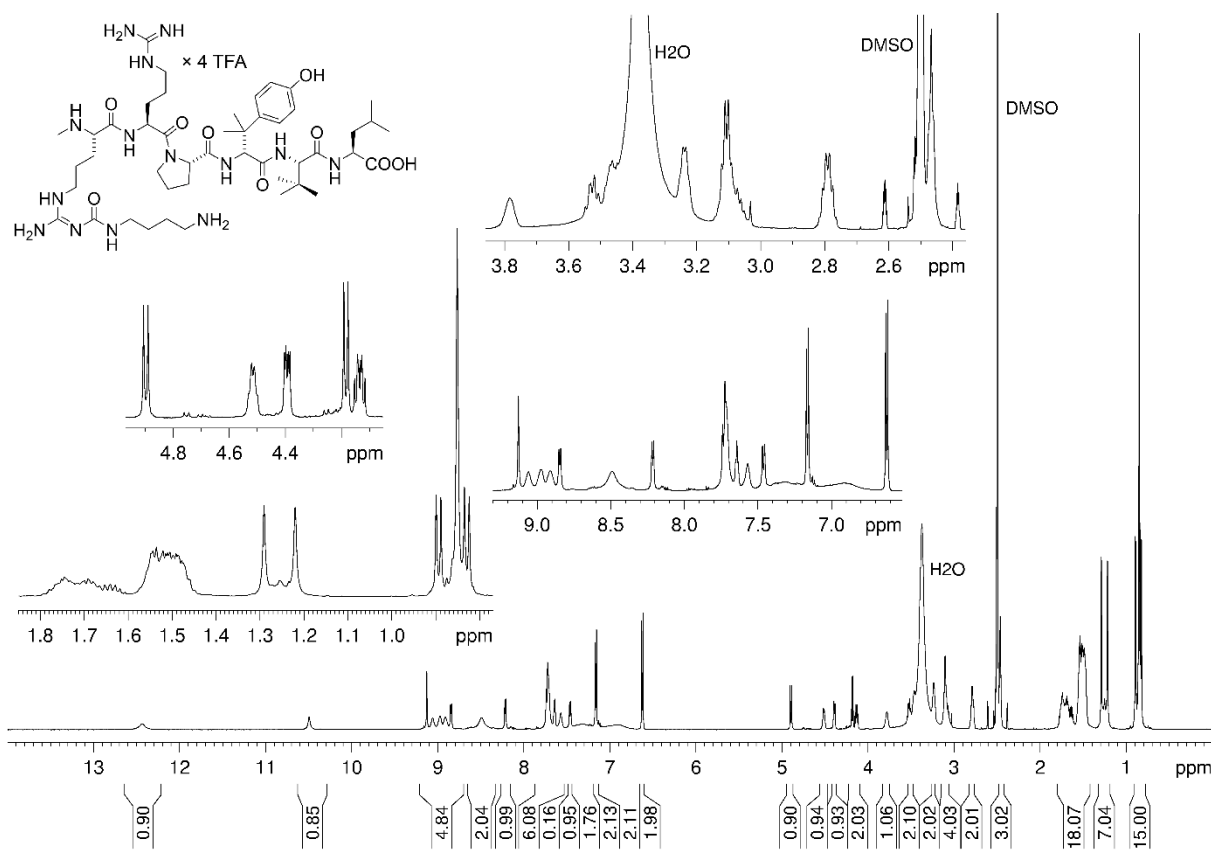 H₂N NH
HN × 4 TFA
OH
H
N O O
N
H O
N O
H
N O
H
N COOH
N
H
O O
HN
O
H₂N N N
H
NH₂
H2O
DMSO
3.8 3.6 3.4 3.2 3.0 2.8 2.6 ppm
DMSO
4.8 4.6 4.4 ppm
9.0 8.5 8.0 7.5 7.0 ppm
1.8 1.7 1.6 1.5 1.4 1.3 1.2 1.1 1.0 ppm
H2O
13 12 11 10 9 8 7 6 5 4 3 2 1 ppm
0.90 0.85 4.84 2.04 0.99 6.08 0.16 0.95 1.76 2.13 2.11 1.98 0.90 0.94 0.93 2.03 1.06 2.10 2.02 4.03 2.01 3.02 18.07 7.04 15.00